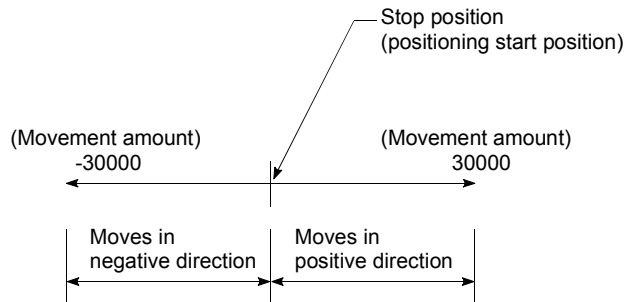 Stop position
(positioning start position)
(Movement amount)
-30000
(Movement amount)
30000
Moves in
negative direction
Moves in
positive direction